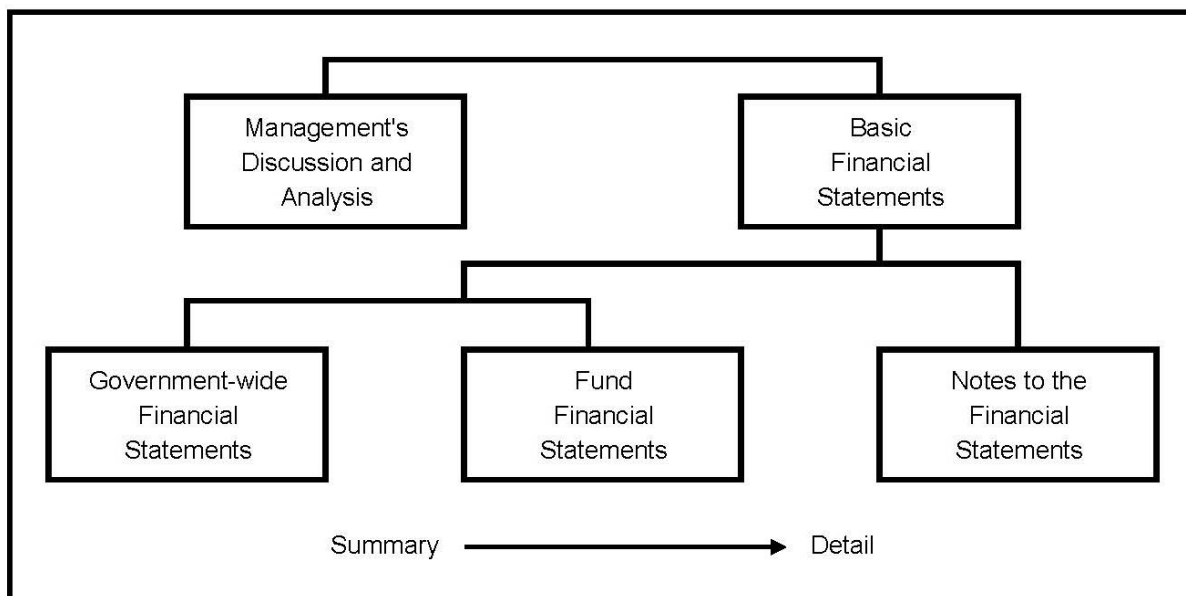 Management's
Discussion and
Analysis
Basic
Financial
Statements
Government-wide
Financial
Statements
Fund
Financial
Statements
Notes to the
Financial
Statements
Summary
Detail